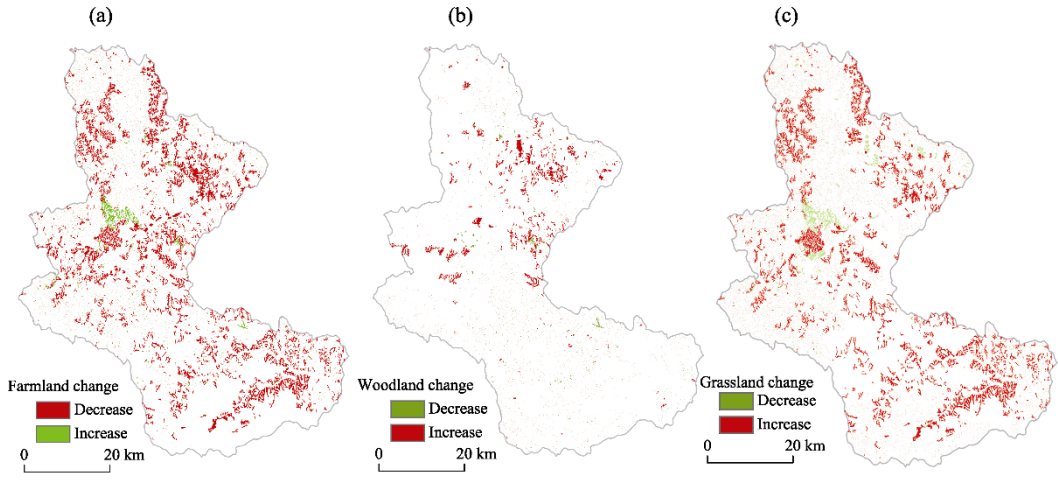 (a)
(b)
(c)
Farmland change
Decrease
Increase
0 20 km
Woodland change
Decrease
Increase
0 20 km
Grassland change
Decrease
Increase
0 20 km